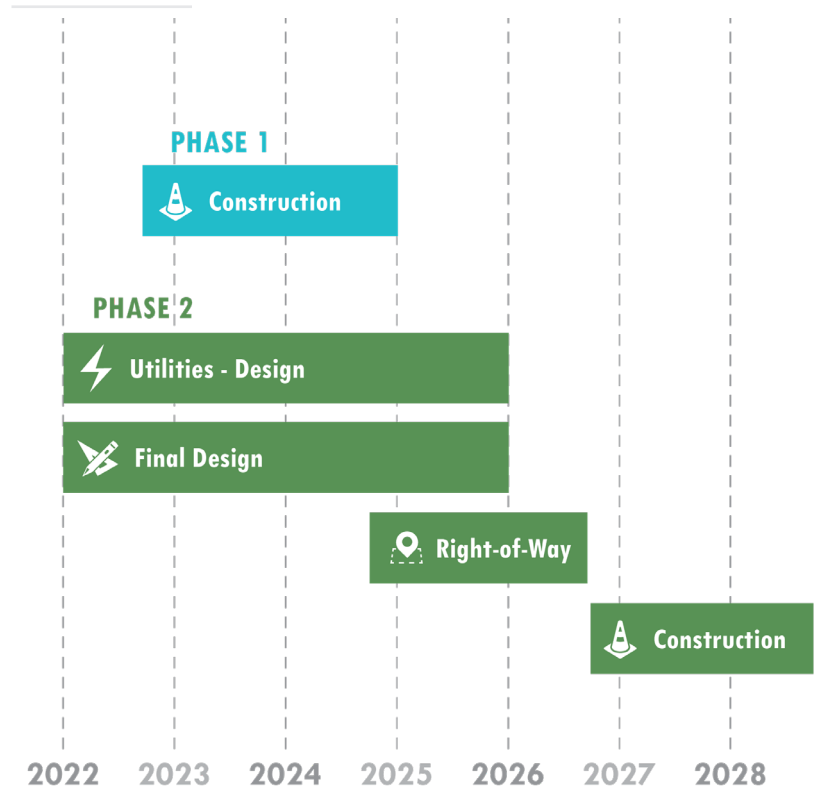 PHASE 1
Construction
PHASE 2
Utilities - Design
Final Design
Right-of-Way
Construction
2022 2023 2024 2025 2026 2027 2028